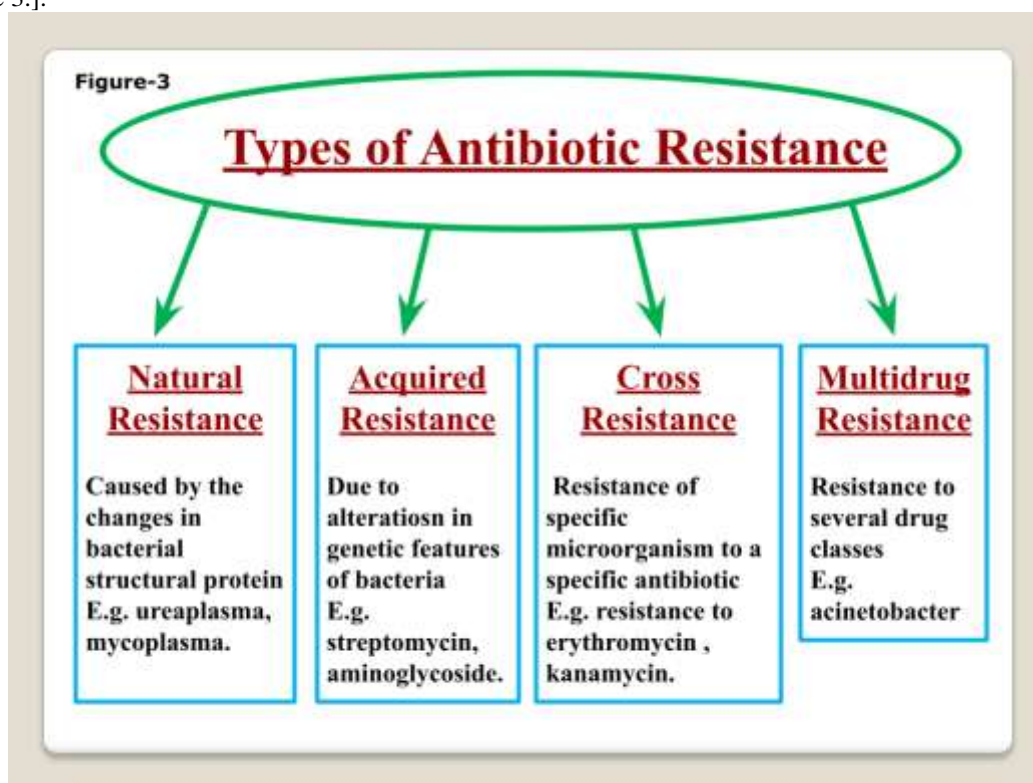 e 3.].
Figure-3
Types of Antibiotic Resistance
Natural
Resistance
Caused by the
changes in
bacterial
structural protein
E.g. ureaplasma,
mycoplasma.
Acquired
Resistance
Due to
alteratiosn in
genetic features
of bacteria
E.g.
streptomycin,
aminoglycoside.
Cross
Resistance
Resistance of
specific
microorganism to a
specific antibiotic
E.g. resistance to
erythromycin ,
kanamycin.
Multidrug
Resistance
Resistance to
several drug
classes
E.g.
acinetobacter